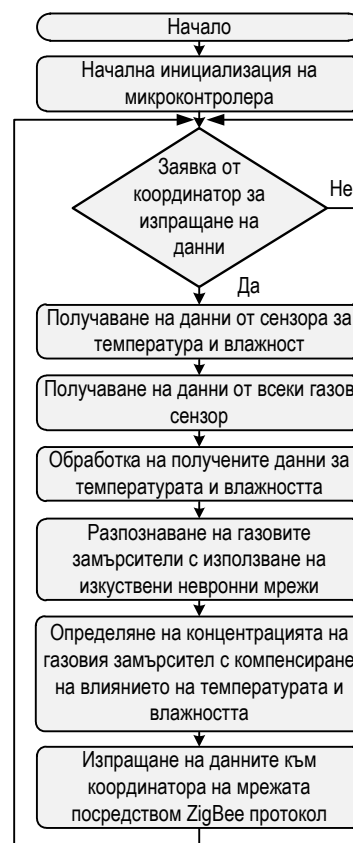 Начало
Начална инициализация на
микроконтролера
Заявка от
координатор за
изпращане на
данни
Не
Да
Получаване на данни от сензора за
температура и влажност
Получаване на данни от всеки газов
сензор
Обработка на получените данни за
температурата и влажността
Разпознаване на газовите
замърсители с използване на
изкуствени невронни мрежи
Определяне на концентрацията на
газовия замърсител с компенсиране
на влиянието на температурата и
влажността
Изпращане на данните към
координатора на мрежата
посредством ZigBee протокол